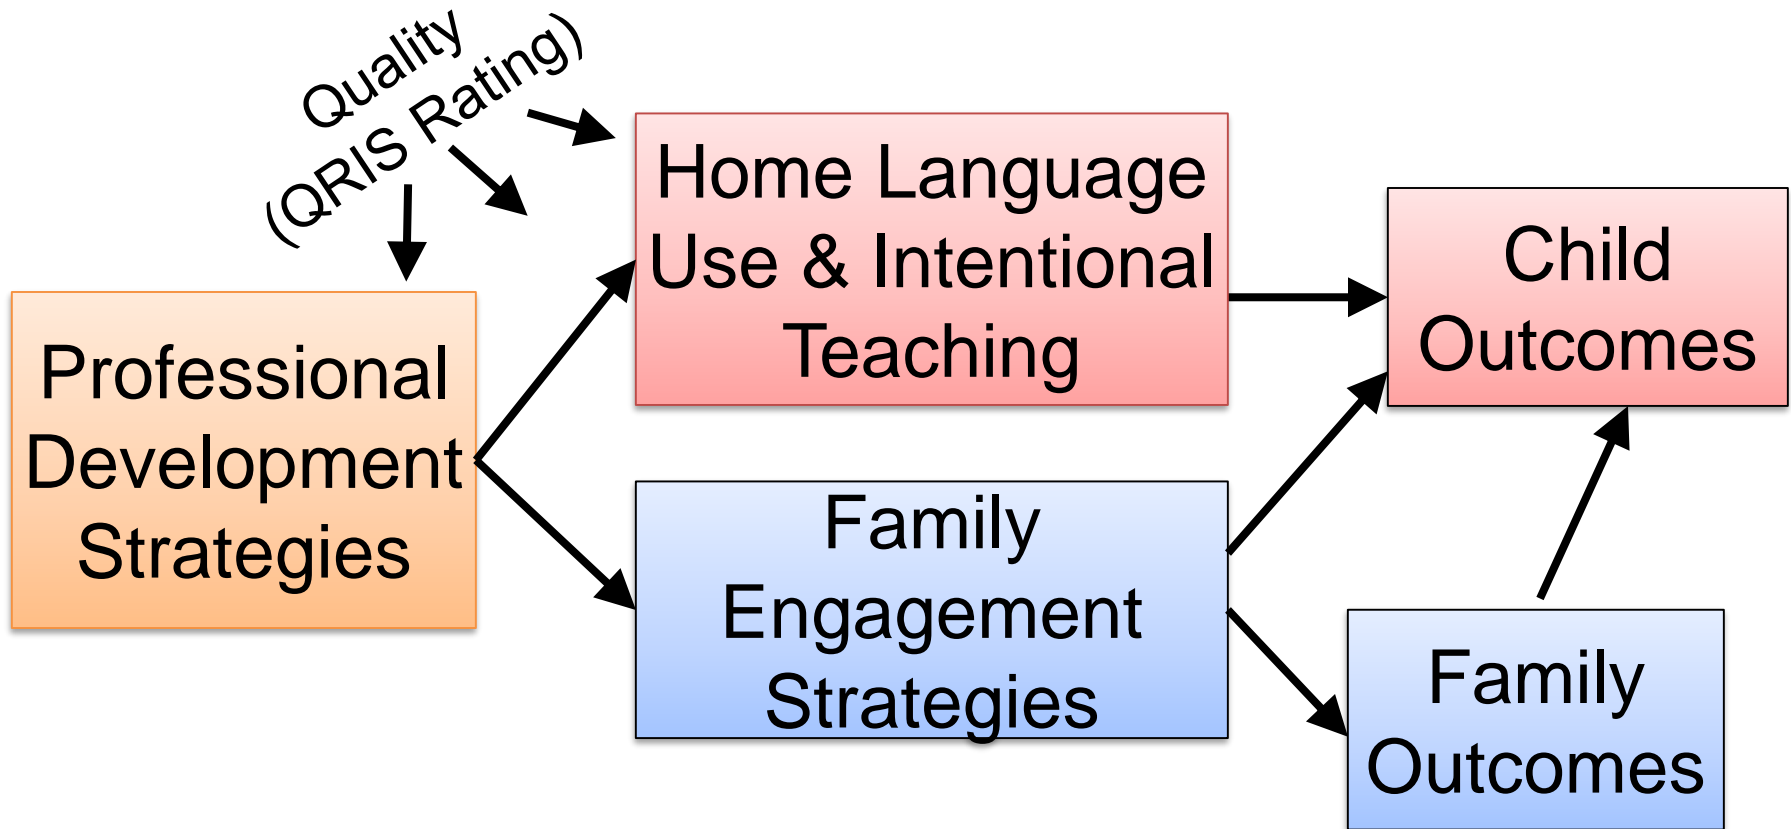 Quality
(QRIS Rating)
Home Language
Use & Intentional
Teaching
Child
Outcomes
Professional
Development
Strategies
Family
Engagement
Strategies
Family
Outcomes